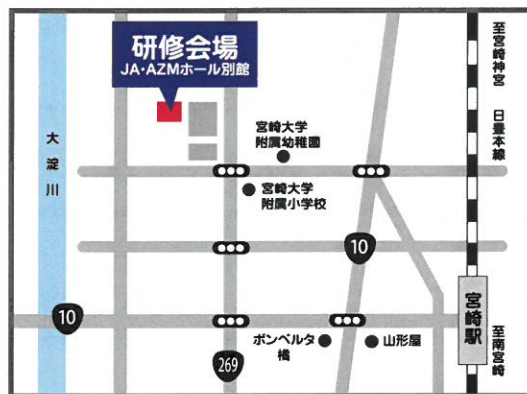 研修会場
JA・AZMホール別館
至宮崎神宮
日豊本線
大淀川
宮崎大学
附属幼稚園
宮崎大学
附属小学校
10
10
宮崎駅
至南宮崎
ボンベルタ
橘
山形屋
269